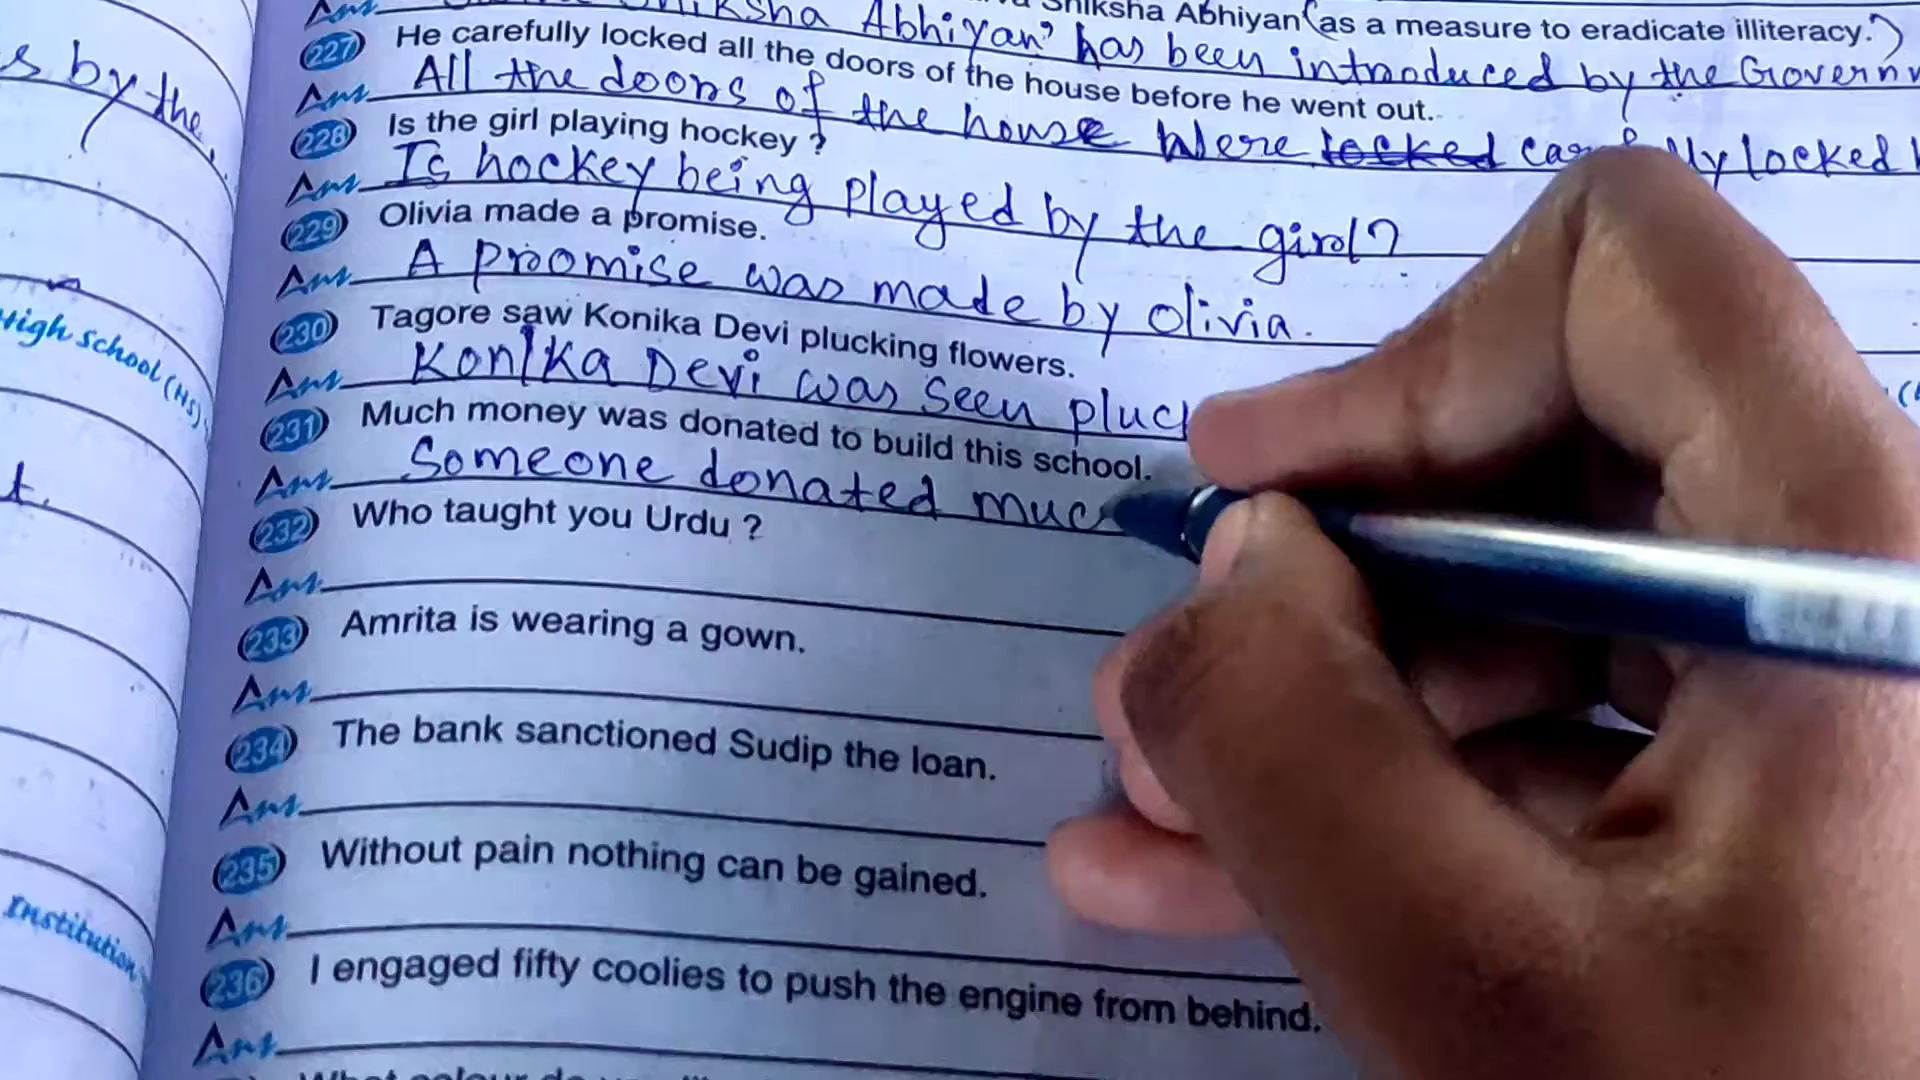 Shiksha Abhiyan (as a measure to eradicate illiteracy.)
Ans Shiksha Abhiyan' has been introduced by the
227 He carefully locked all the doors of the house before he went out.
Ans All the doors of the house were locked carefully locked
228 Is the girl playing hockey ?
Ans Is hockey being played by the girl?
229 Olivia made a promise.
Ans A promise was made by Olivia.
230 Tagore saw Konika Devi plucking flowers.
Ans Konika Devi was seen
231 Much money was donated to build this school.
Ans Someone donated muc
232 Who taught you Urdu ?
Ans
233 Amrita is wearing a gown.
Ans
234 The bank sanctioned Sudip the loan.
Ans
235 Without pain nothing can be gained.
Ans
236 I engaged fifty coolies to push the engine from behind.
Ans
s by the
High school (HS)
t.
Institution